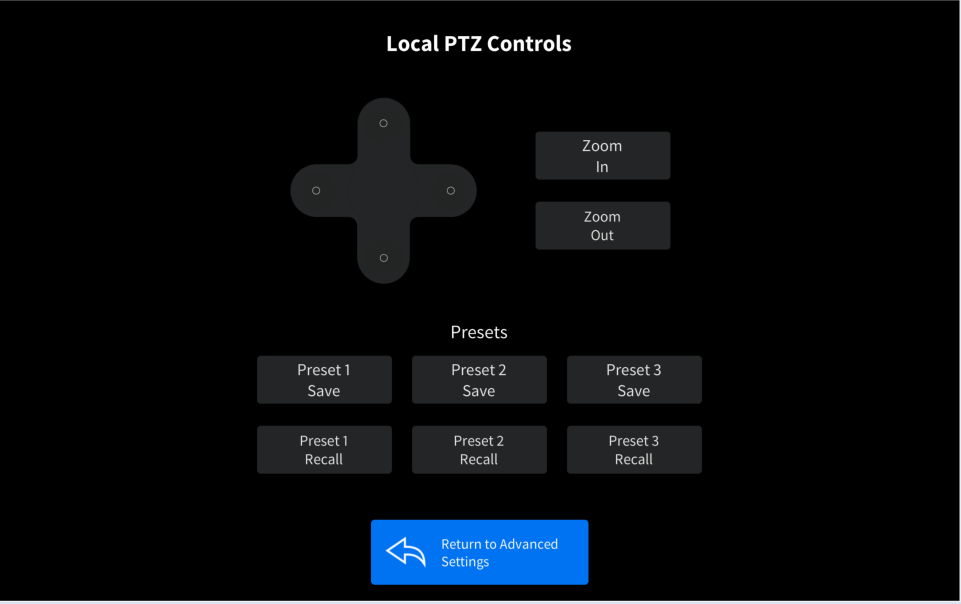 Local PTZ Controls
Zoom
In
Zoom
Out
Presets
Preset 1
Save
Preset 2
Save
Preset 3
Save
Preset 1
Recall
Preset 2
Recall
Preset 3
Recall
Return to Advanced
Settings